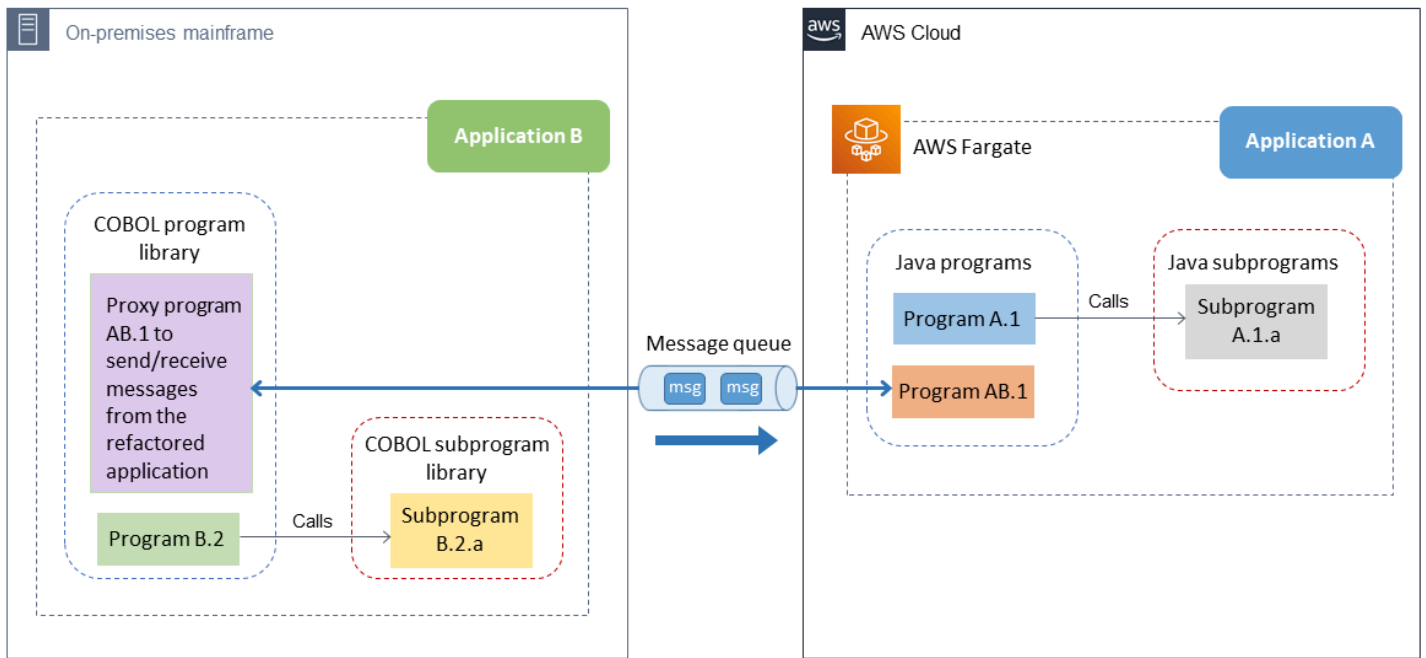 On-premises mainframe
Application B
COBOL program
library
Proxy program
AB.1 to
send/receive
messages
from the
refactored
application
Program B.2
Calls
COBOL subprogram
library
Subprogram
B.2.a
Message queue
msg
msg
aws
AWS Cloud
AWS Fargate
Application A
Java programs
Program A.1
Calls
Program AB.1
Java subprograms
Subprogram
A.1.a